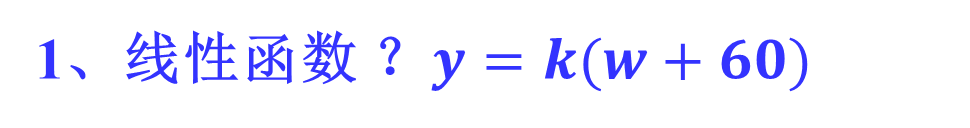 1、线性函数？y = k(w + 60)